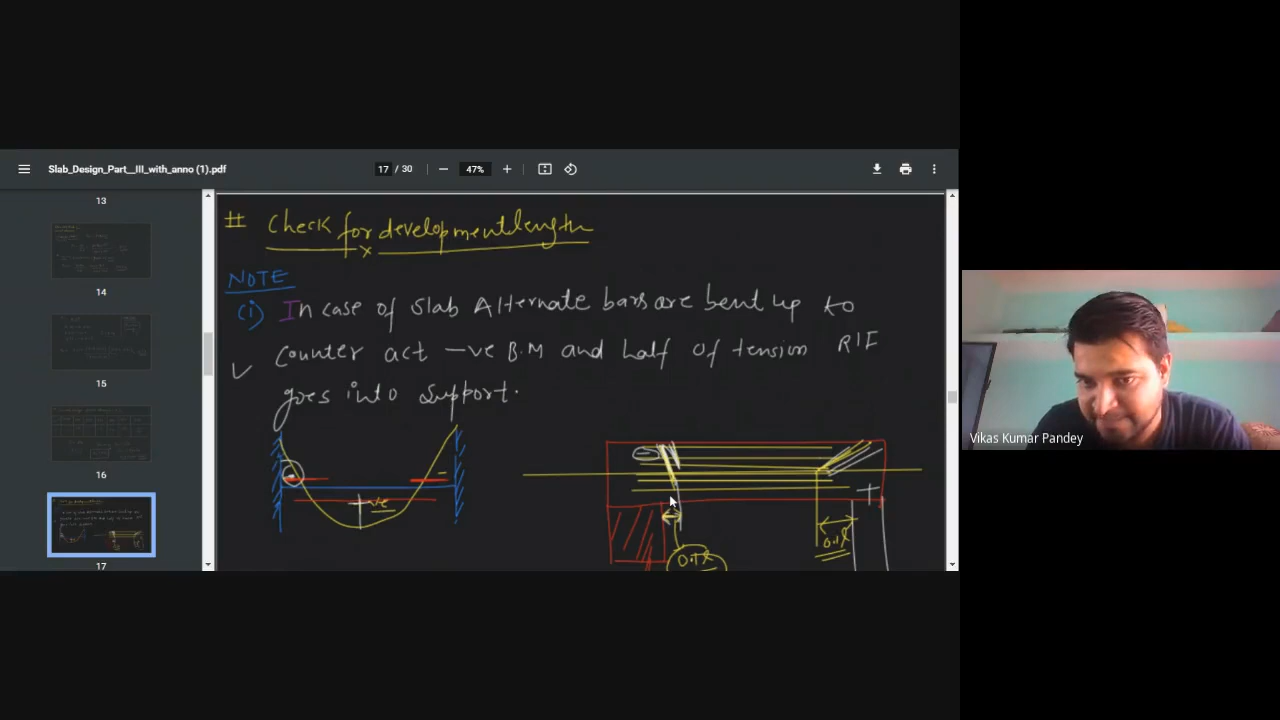 Slab_Design_Part__III_with_anno (1).pdf
17 / 30
47%
13
14
15
16
17
# Check for development length
NOTE
(i) In case of slab Alternate bars are bent up to
counter act -ve B.M and half of tension R/F
goes into support.
-
-
+ve
-
+
0.1l
0.1l
Vikas Kumar Pandey